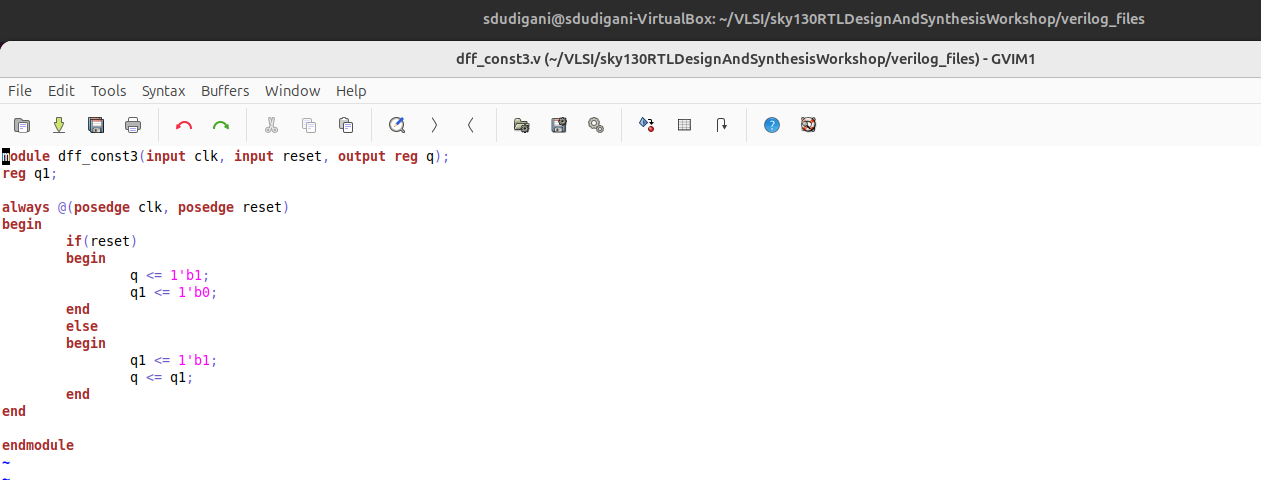 sdudigani@sdudigani-VirtualBox: ~/VLSI/sky130RTLDesignAndSynthesisWorkshop/verilog_files
dff_const3.v (~/VLSI/sky130RTLDesignAndSynthesisWorkshop/verilog_files) - GVIM1
File Edit Tools Syntax Buffers Window Help
module dff_const3(input clk, input reset, output reg q);
reg q1;
always @(posedge clk, posedge reset)
begin
        if(reset)
        begin
                q <= 1'b1;
                q1 <= 1'b0;
        end
        else
        begin
                q1 <= 1'b1;
                q <= q1;
        end
end
endmodule
~
~